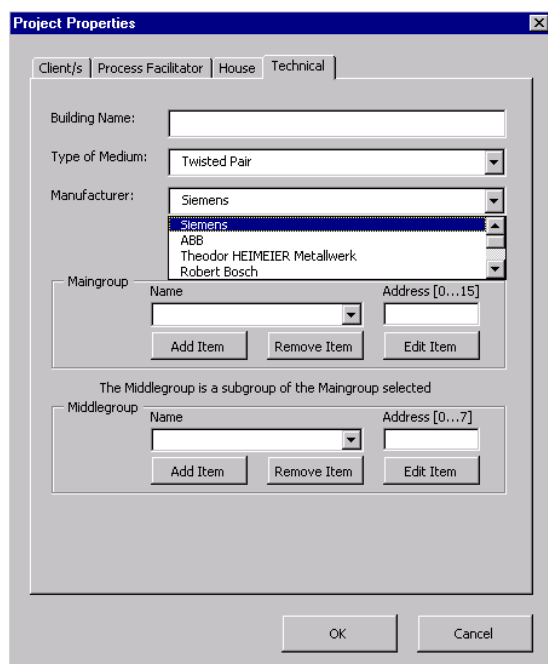 Project Properties
Client/s Process Facilitator House Technical
Building Name:
Type of Medium: Twisted Pair
Manufacturer: Siemens
Siemens
ABB
Theodor HEIMEIER Metallwerk
Robert Bosch
Maingroup
Name Address [0...15]
Add Item Remove Item Edit Item
The Middlegroup is a subgroup of the Maingroup selected
Middlegroup
Name Address [0...7]
Add Item Remove Item Edit Item
OK Cancel